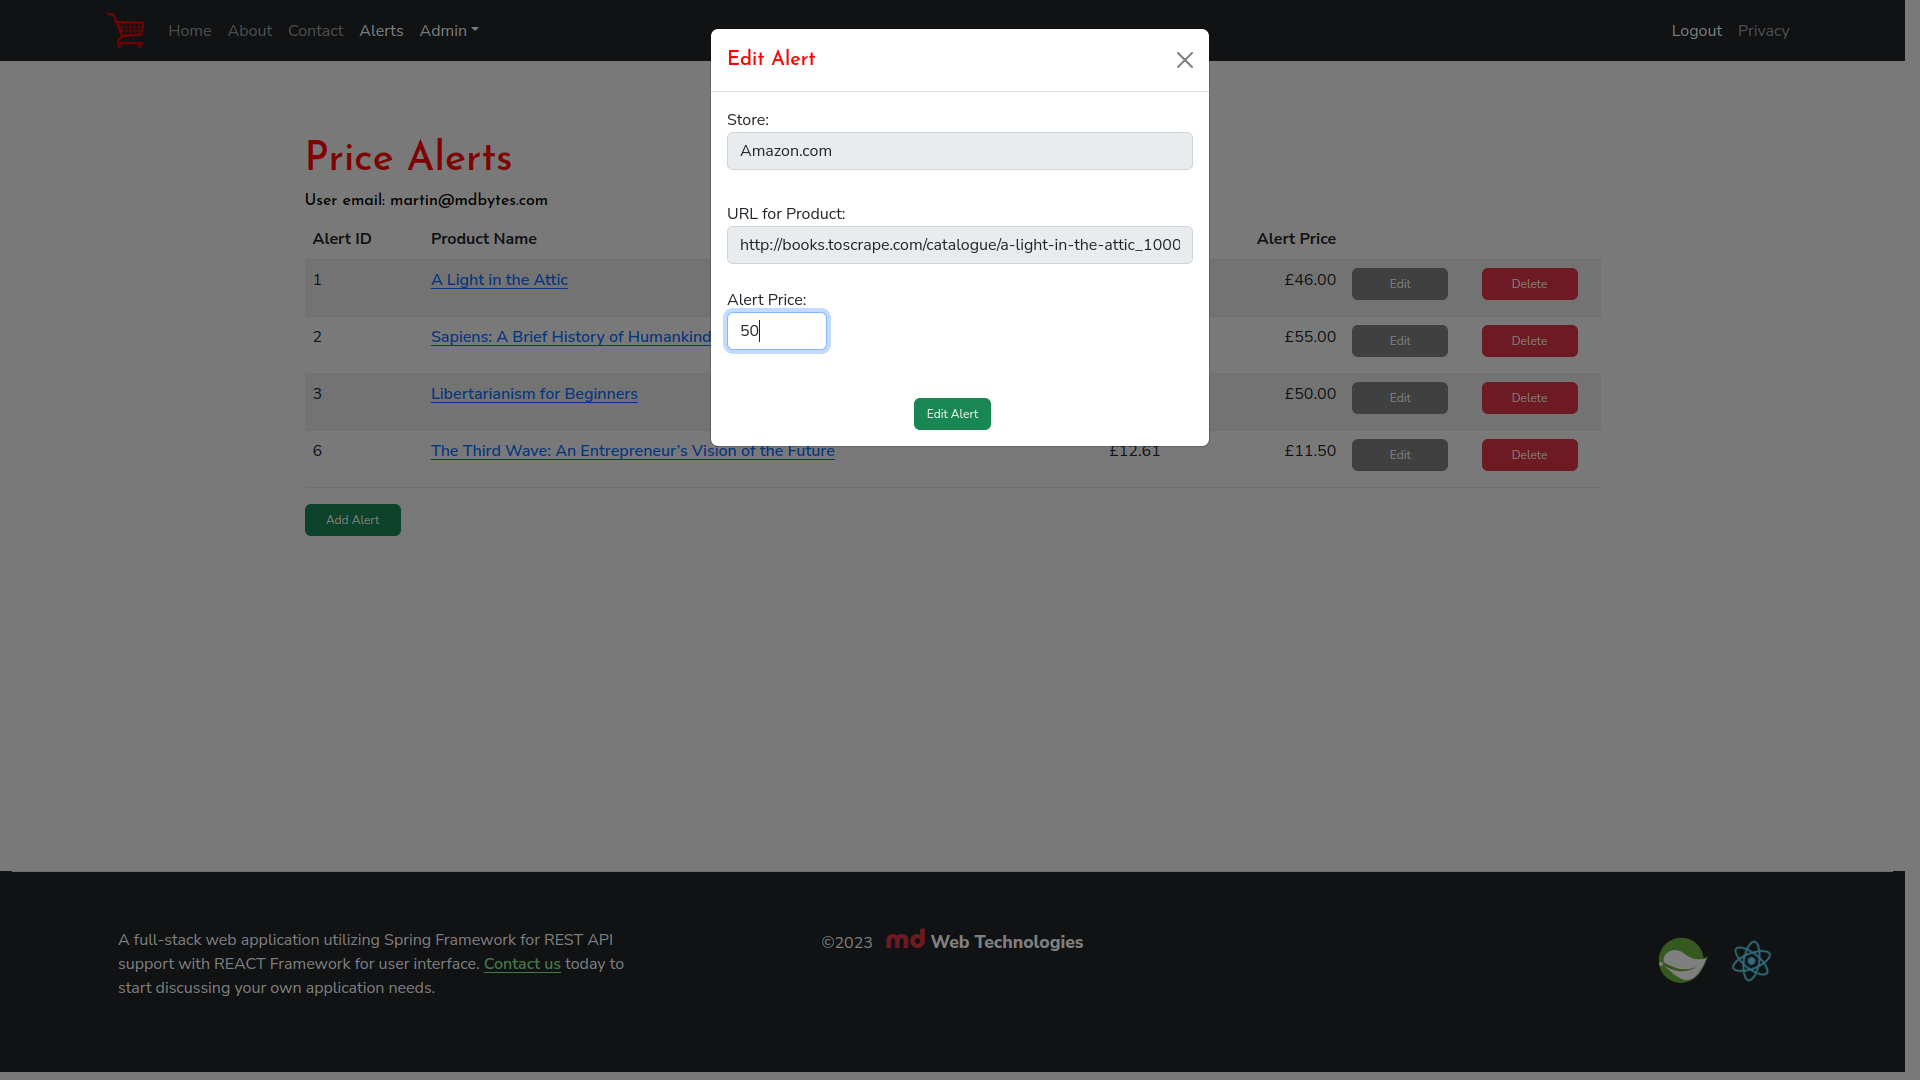 Home About Contact Alerts Admin Logout Privacy
Edit Alert
Store:
Amazon.com
URL for Product:
http://books.toscrape.com/catalogue/a-light-in-the-attic_1000
Alert Price:
50
Edit Alert
Price Alerts
User email: martin@mdbytes.com
Alert ID Product Name Alert Price
1 A Light in the Attic £46.00 Edit Delete
2 Sapiens: A Brief History of Humankind £55.00 Edit Delete
3 Libertarianism for Beginners £50.00 Edit Delete
6 The Third Wave: An Entrepreneur’s Vision of the Future £12.61 £11.50 Edit Delete
Add Alert
A full-stack web application utilizing Spring Framework for REST API
support with REACT Framework for user interface. Contact us today to
start discussing your own application needs.
©2023 md Web Technologies